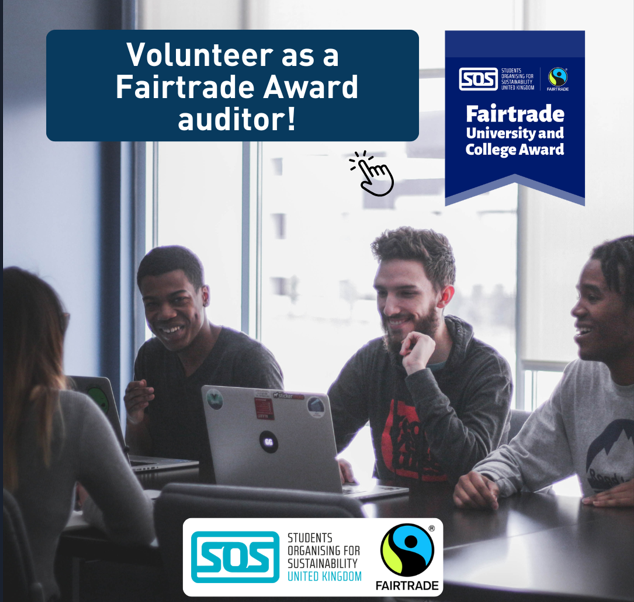 Volunteer as a
Fairtrade Award
auditor!
SOS
STUDENTS
ORGANISING FOR
SUSTAINABILITY
UNITED KINGDOM
FAIRTRADE
Fairtrade
University and
College Award
SOS
STUDENTS
ORGANISING FOR
SUSTAINABILITY
UNITED KINGDOM
®
FAIRTRADE